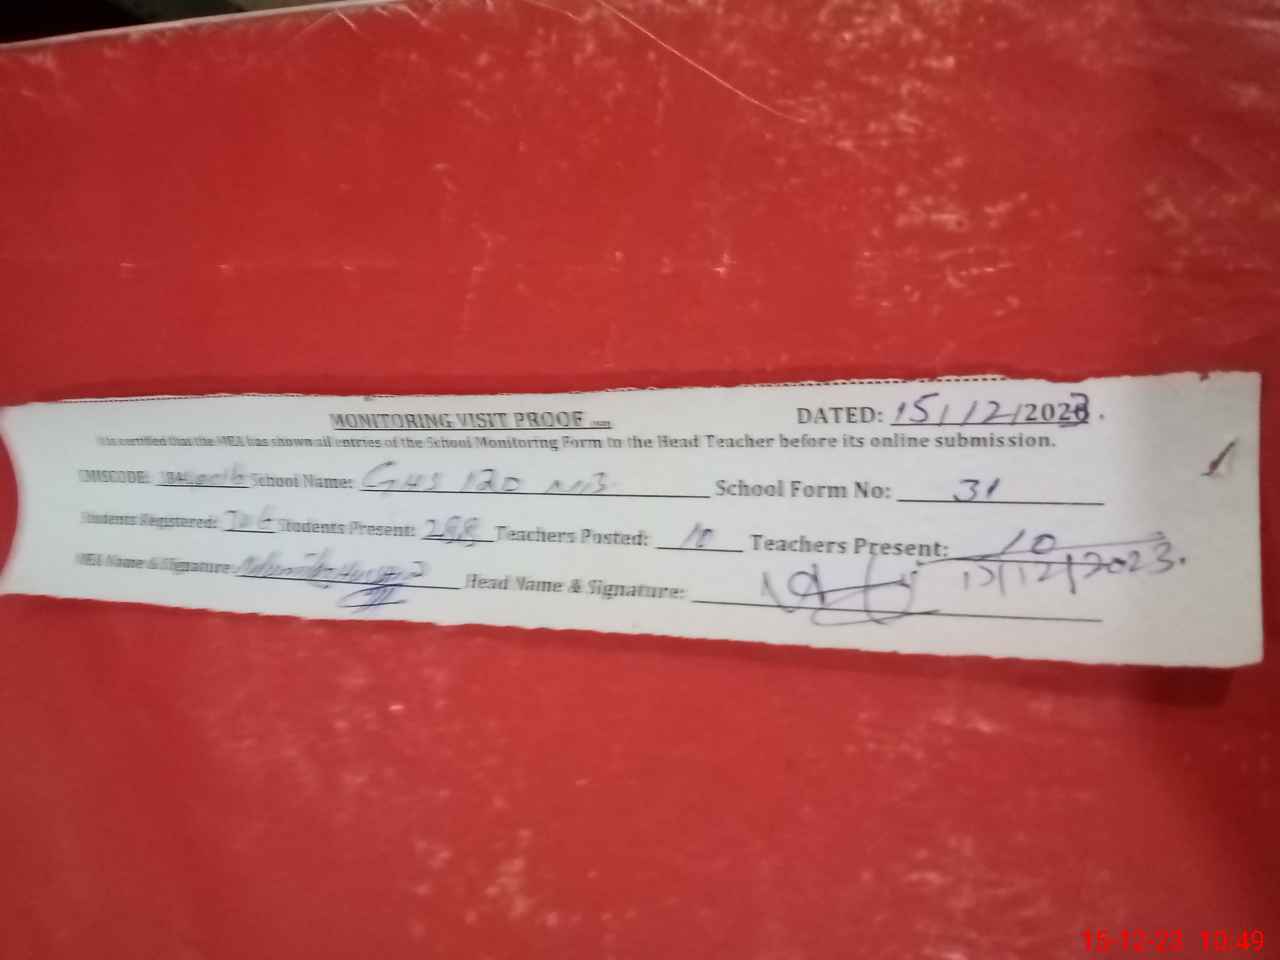 MONITORING VISIT PROOF DATED: 15/12/2023.
It is certified that the MEA has shown all entries of the School Monitoring Form to the Head Teacher before its online submission.
EMISCODE: School Name: GHS 120 NB School Form No: 31
1
Students Registered: Students Present: 288 Teachers Posted: 10 Teachers Present: 10
MEA Name & Signature: Head Name & Signature: 15/12/2023.
15-12-23 10:49